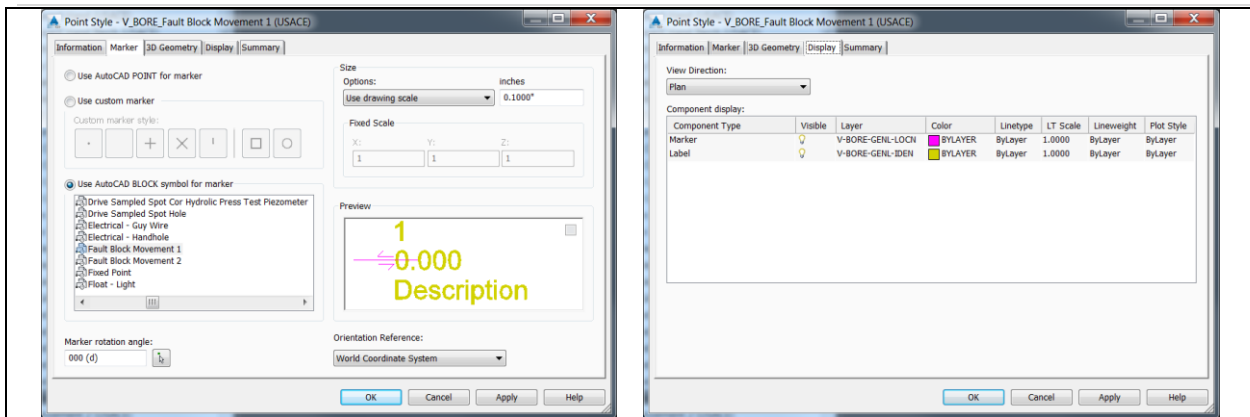 Point Style - V_BORE_Fault Block Movement 1 (USACE)
Information Marker 3D Geometry Display Summary
Use AutoCAD POINT for marker
Use custom marker
Custom marker style:
Use AutoCAD BLOCK symbol for marker
Drive Sampled Spot Cor Hydrolic Press Test Piezometer
Drive Sampled Spot Hole
Electrical - Guy Wire
Electrical - Handhole
Fault Block Movement 1
Fault Block Movement 2
Fixed Point
Float - Light
Marker rotation angle:
000 (d)
Size
Options: inches
Use drawing scale 0.1000"
Fixed Scale
X: Y: Z:
1 1 1
Preview
1
0.000
Description
Orientation Reference:
World Coordinate System
OK Cancel Apply Help
Point Style - V_BORE_Fault Block Movement 1 (USACE)
Information Marker 3D Geometry Display Summary
View Direction:
Plan
Component display:
Component Type Visible Layer Color Linetype LT Scale Lineweight Plot Style
Marker V-BORE-GENL-LOCN BYLAYER ByLayer 1.0000 ByLayer ByLayer
Label V-BORE-GENL-IDEN BYLAYER ByLayer 1.0000 ByLayer ByLayer
OK Cancel Apply Help